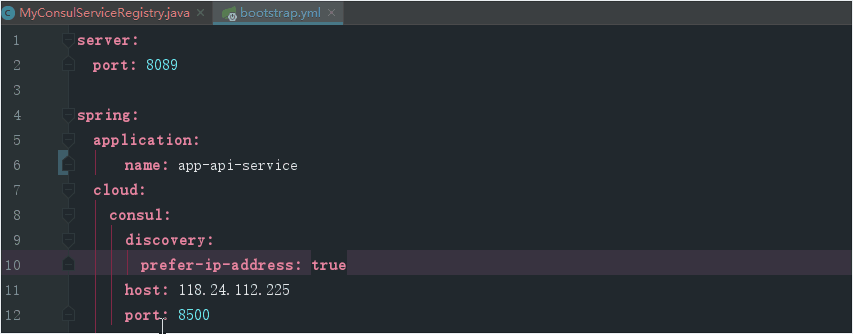 MyConsulServiceRegistry.java bootstrap.yml
1 server:
2 port: 8089
3
4 spring:
5 application:
6 name: app-api-service
7 cloud:
8 consul:
9 discovery:
10 prefer-ip-address: true
11 host: 118.24.112.225
12 port: 8500